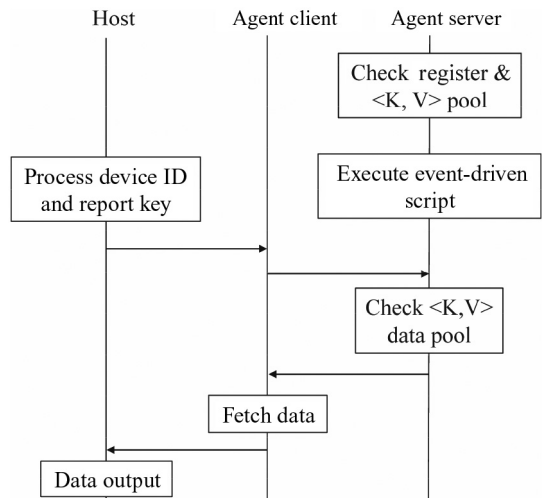 Host
Agent client
Agent server
Check register &
<K, V> pool
Process device ID
and report key
Execute event-driven
script
Check <K,V>
data pool
Fetch data
Data output